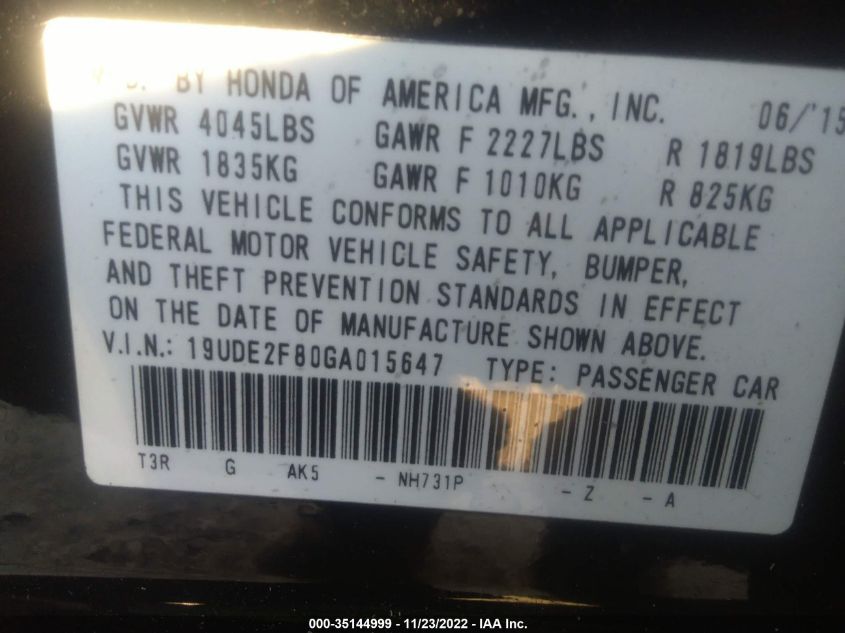 BY HONDA OF AMERICA MFG., INC. 06/'15
GVWR 4045LBS GAWR F 2227LBS R 1819LBS
GVWR 1835KG GAWR F 1010KG R 825KG
THIS VEHICLE CONFORMS TO ALL APPLICABLE
FEDERAL MOTOR VEHICLE SAFETY, BUMPER,
AND THEFT PREVENTION STANDARDS IN EFFECT
ON THE DATE OF MANUFACTURE SHOWN ABOVE.
V.I.N.: 19UDE2F80GA015647 TYPE: PASSENGER CAR
T3R G AK5 - NH731P - Z - A
000-35144999 - 11/23/2022 - IAA Inc.